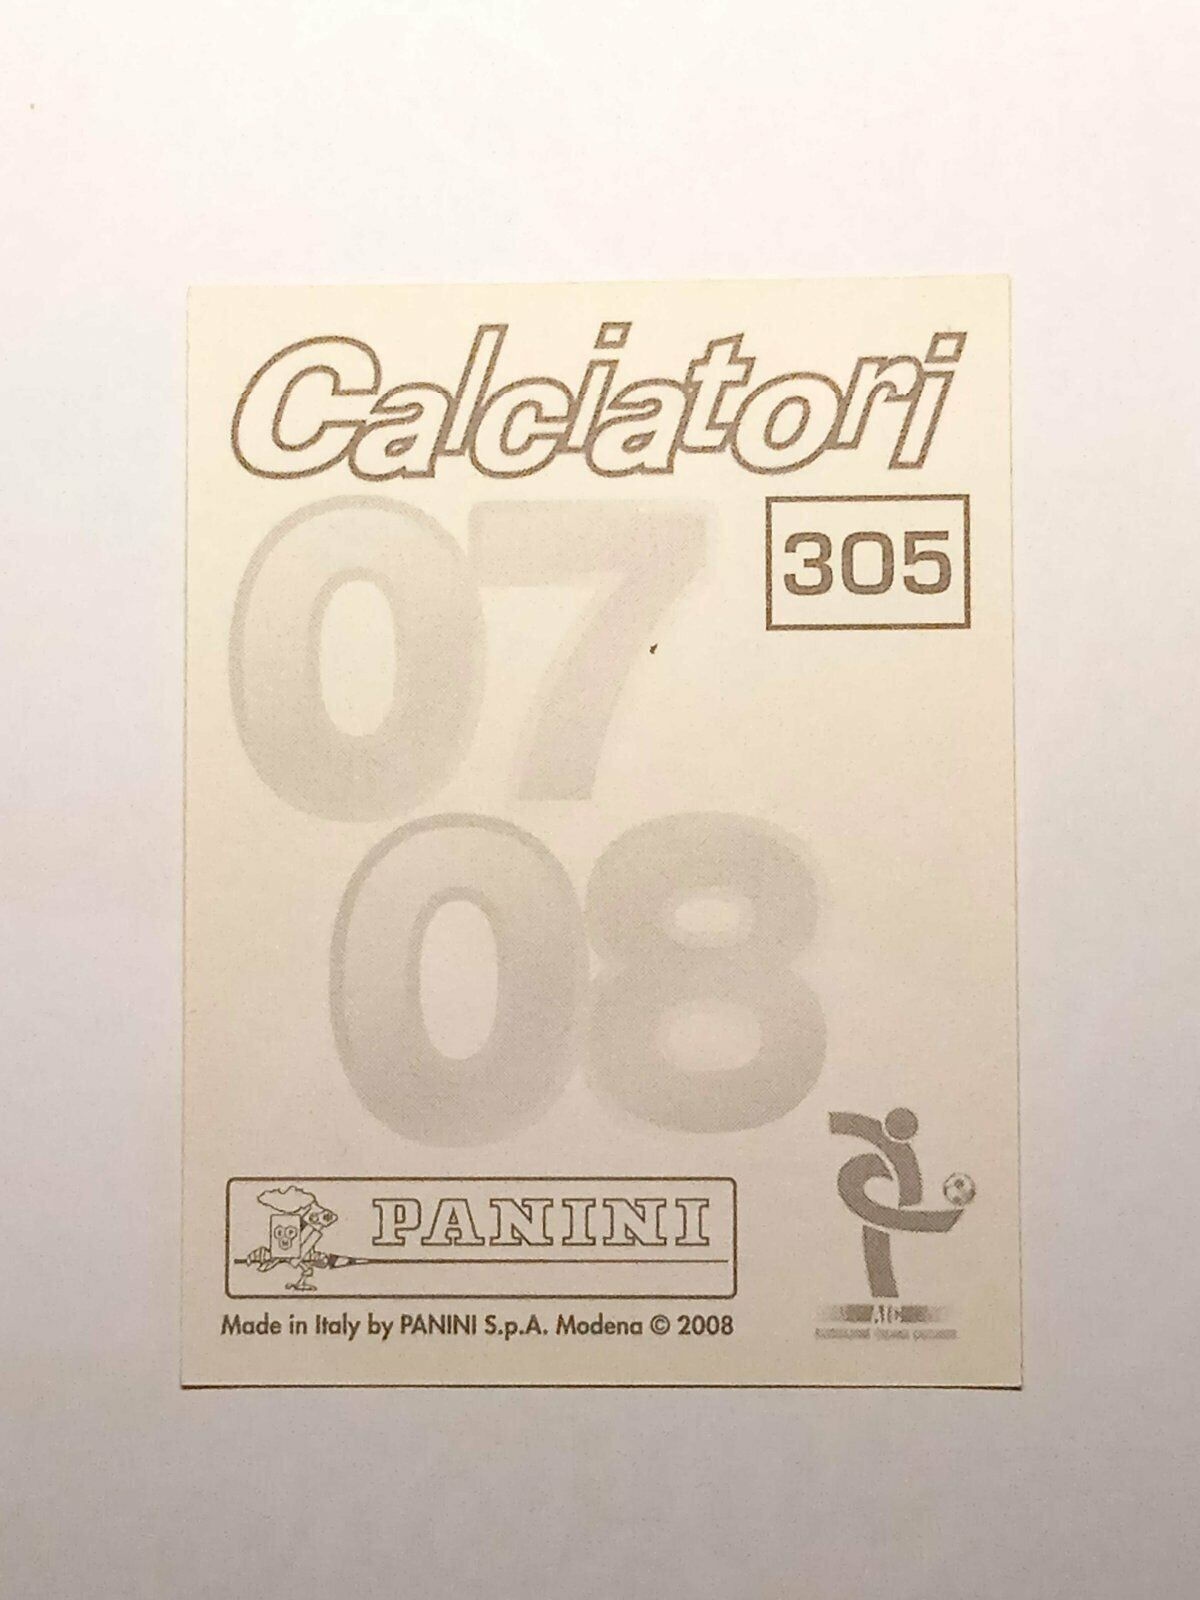 Calciatori
07
305
08
PANINI
Made in Italy by PANINI S.p.A. Modena © 2008